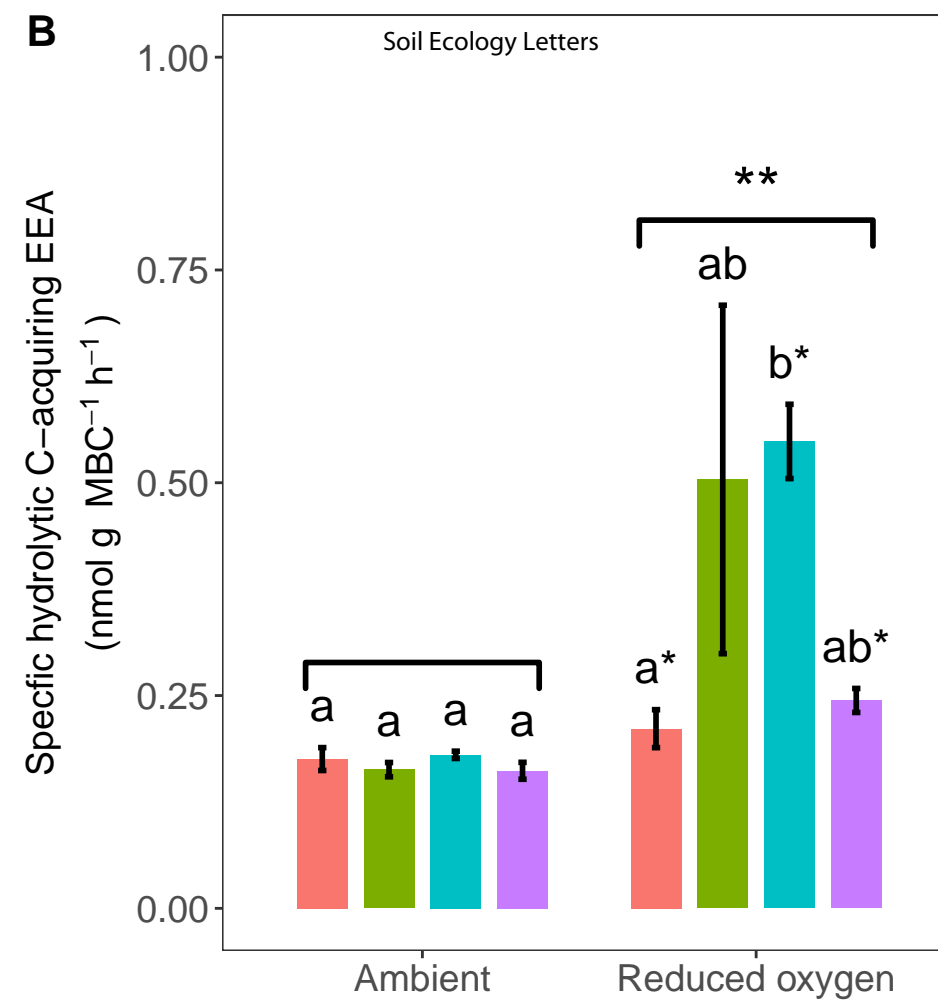 B
Soil Ecology Letters
1.00
0.75
0.50
0.25
0.00
Specfic hydrolytic C−acquiring EEA
(nmol g MBC⁻¹ h⁻¹ )
**
ab
b*
a*
ab*
a a a a
Ambient Reduced oxygen